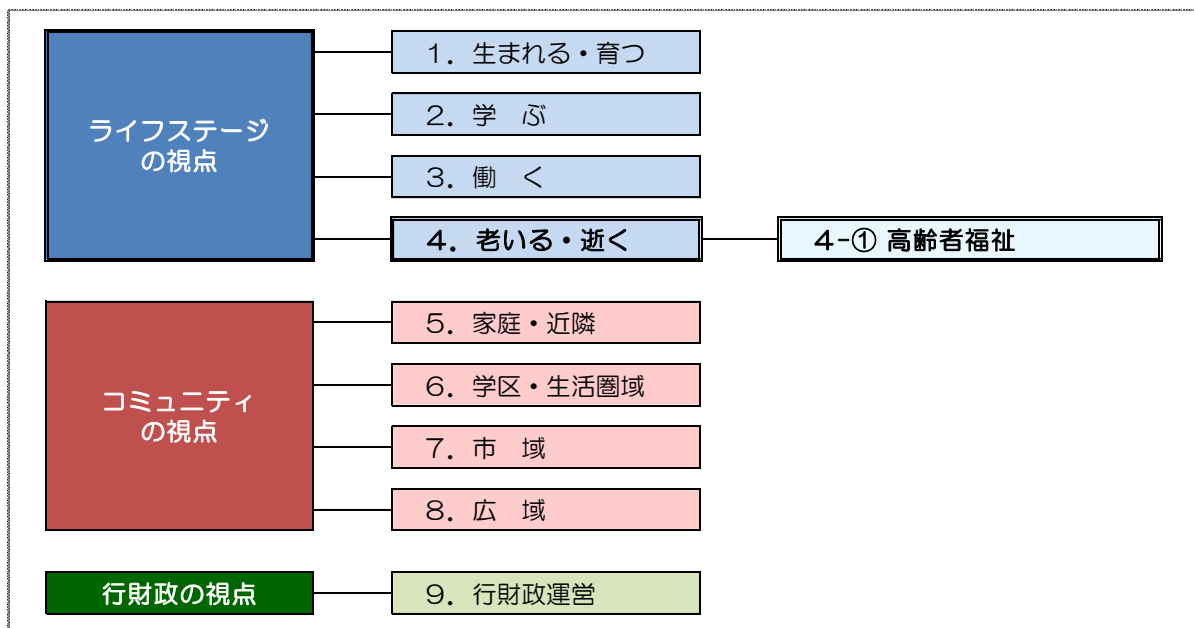 ライフステージ
の視点
１．生まれる・育つ
２．学　ぶ
３．働　く
４．老いる・逝く
４-① 高齢者福祉
コミュニティ
の視点
５．家庭・近隣
６．学区・生活圏域
７．市　域
８．広　域
行財政の視点
９．行財政運営